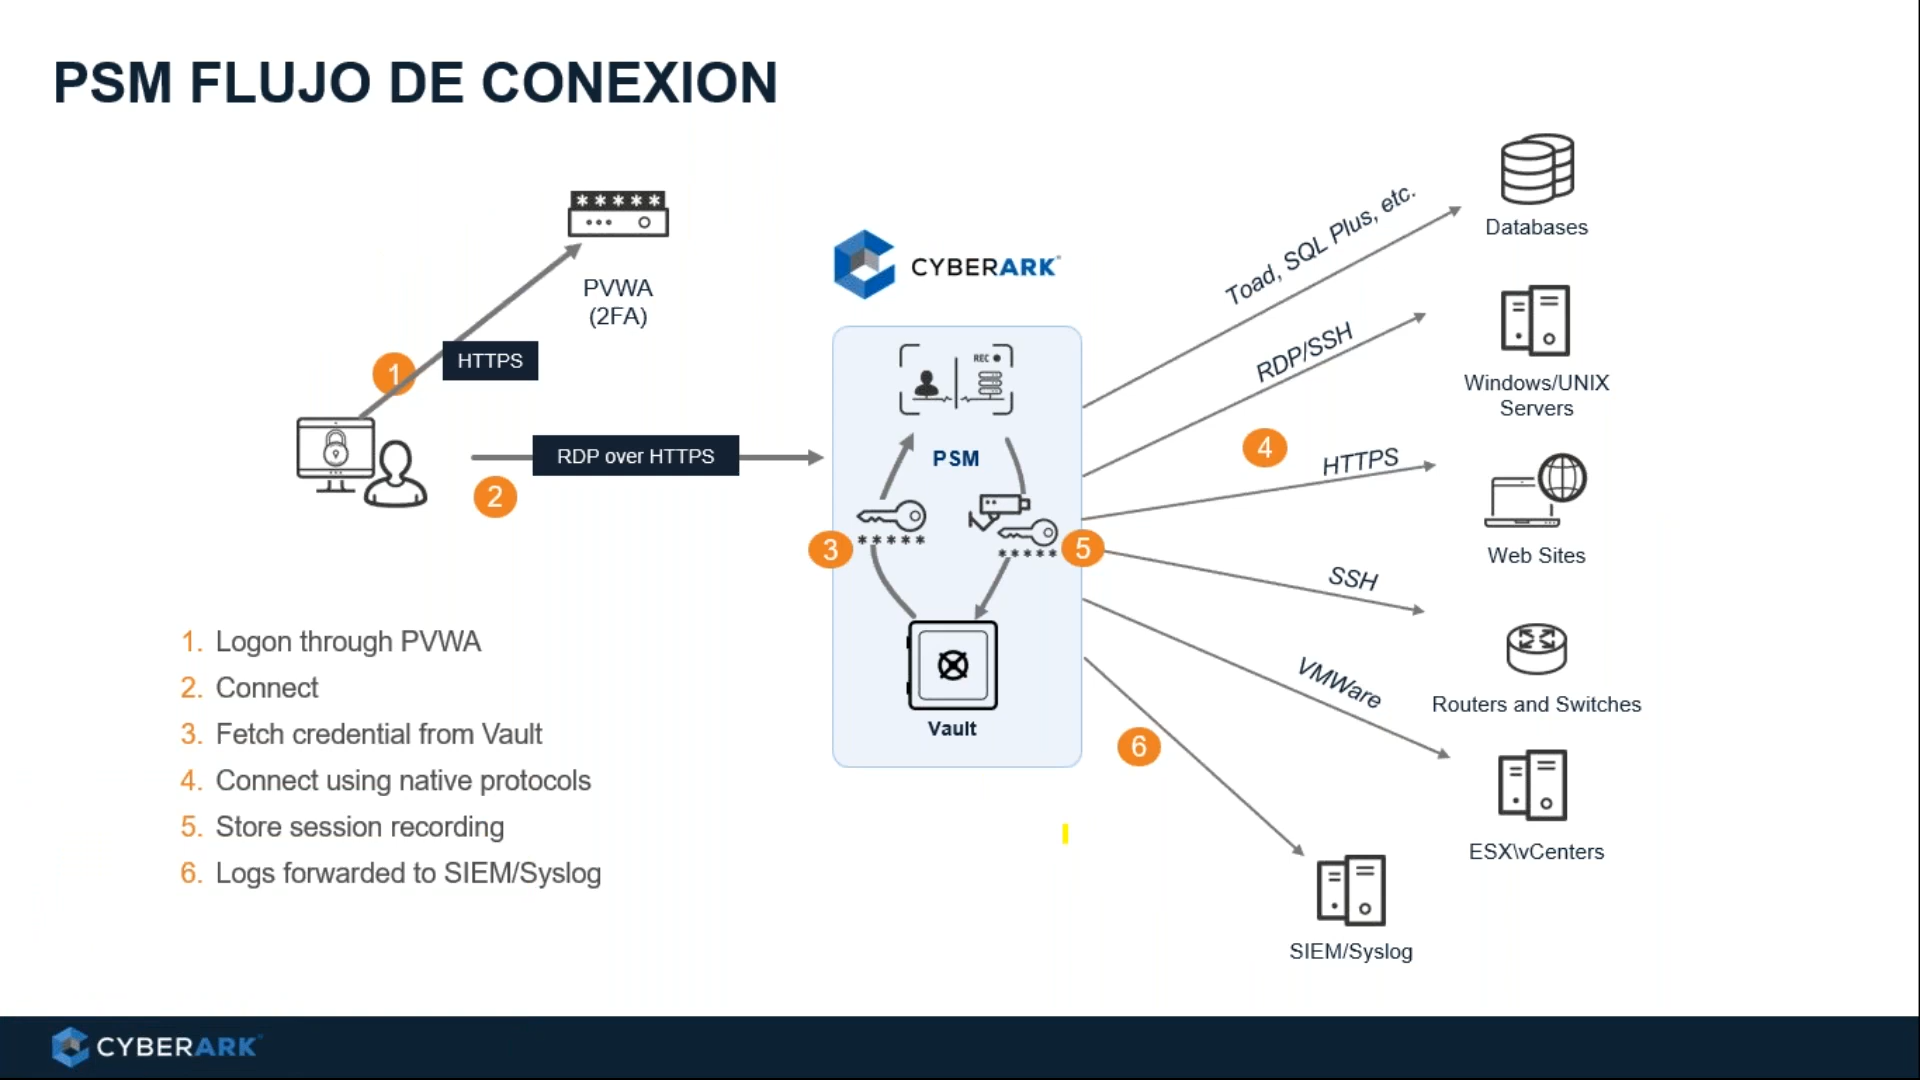 PSM FLUJO DE CONEXION
*****
PVWA
(2FA)
1
HTTPS
RDP over HTTPS
2
CYBERARK
REC
PSM
*****
3
*****
5
Vault
Toad, SQL Plus, etc.
Databases
RDP/SSH
Windows/UNIX
Servers
4
HTTPS
Web Sites
SSH
Routers and Switches
VMWare
ESX\vCenters
6
SIEM/Syslog
1. Logon through PVWA
2. Connect
3. Fetch credential from Vault
4. Connect using native protocols
5. Store session recording
6. Logs forwarded to SIEM/Syslog
CYBERARK